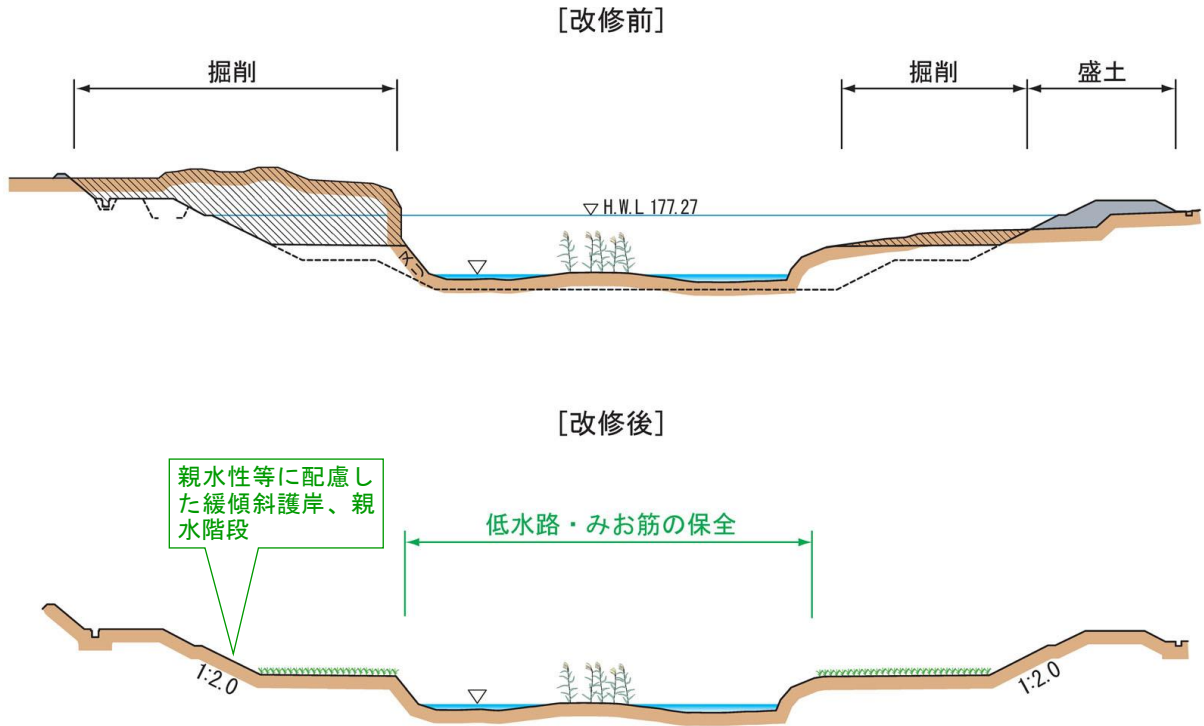 [改修前]
掘削
掘削
盛土
▽H.W.L 177.27
[改修後]
親水性等に配慮し
た緩傾斜護岸、親
水階段
低水路・みお筋の保全
1:2.0
1:2.0